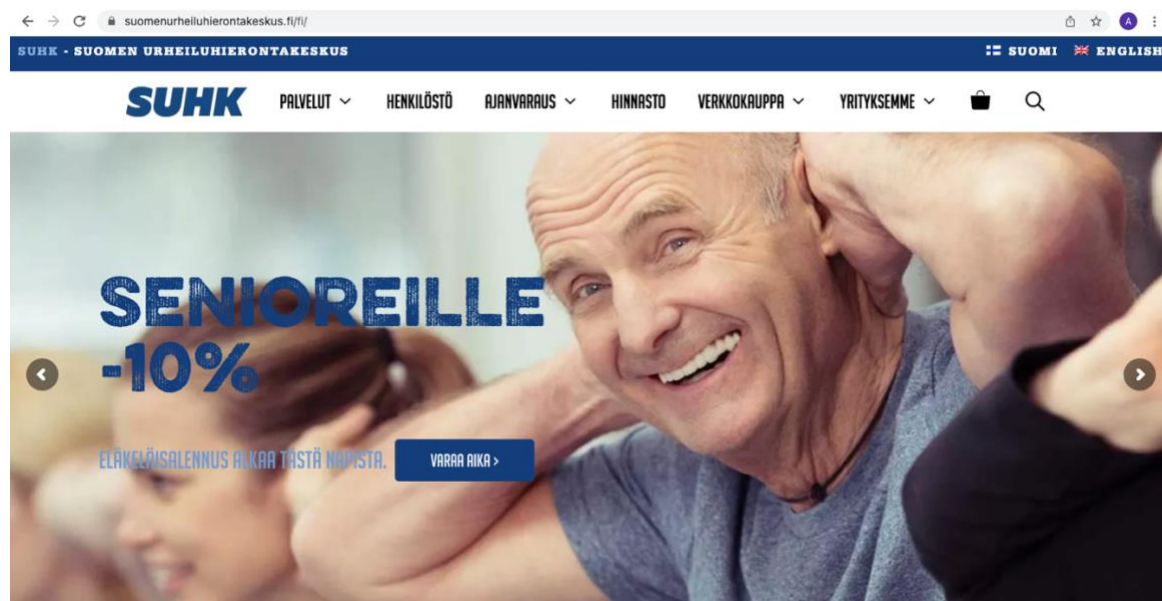 suomenurheiluhierontakeskus.fi/fi/
A
SUHK - SUOMEN URHEILUHIERONTAKESKUS
SUOMI ENGLISH
SUHK PALVELUT HENKILÖSTÖ AJANVARAUS HINNASTO VERKKOKAUPPA YRITYKSEMME
SENIOREILLE
-10%
ELÄKELÄISALENNUS ALKAA TÄSTÄ NAPISTA. VARAA AIKA >